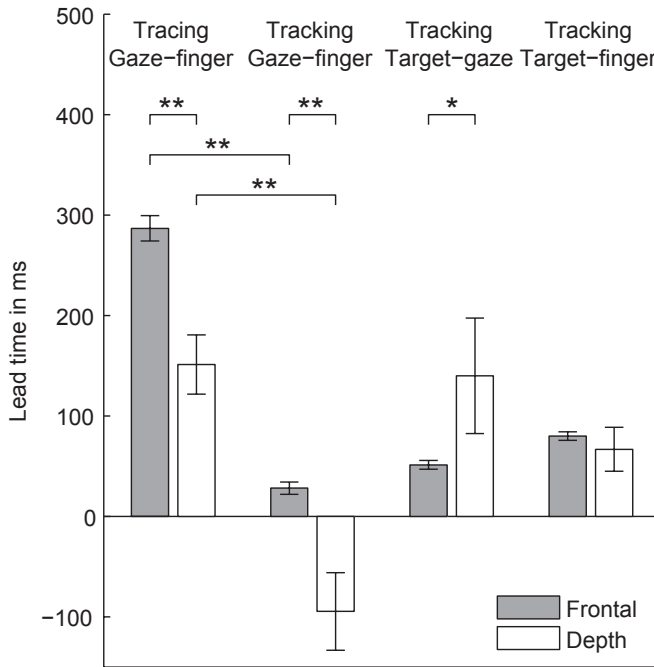 500
400
300
200
100
0
−100
Lead time in ms
Tracing
Gaze−finger
Tracking
Gaze−finger
Tracking
Target−gaze
Tracking
Target−finger
**
**
*
**
**
Frontal
Depth